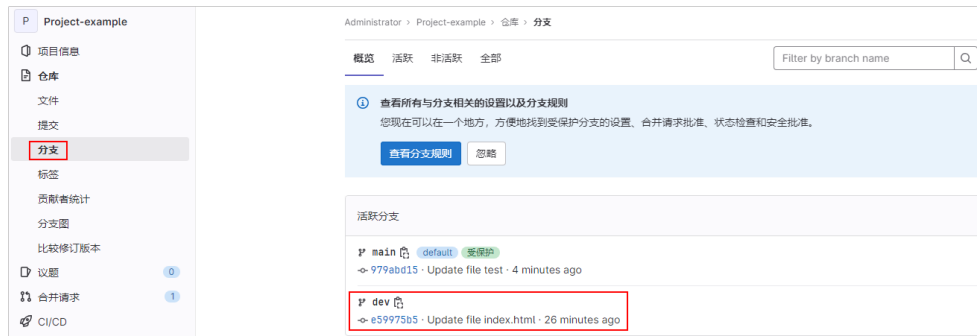 P Project-example
项目信息
仓库
文件
提交
分支
标签
贡献者统计
分支图
比较修订版本
议题 0
合并请求 1
CI/CD
Administrator > Project-example > 仓库 > 分支
概览 活跃 非活跃 全部 Filter by branch name
查看所有与分支相关的设置以及分支规则
您现在可以在一个地方，方便地找到受保护分支的设置、合并请求批准、状态检查和安全批准。
查看分支规则 忽略
活跃分支
main default 受保护
979abd15 · Update file test · 4 minutes ago
dev
e59975b5 · Update file index.html · 26 minutes ago